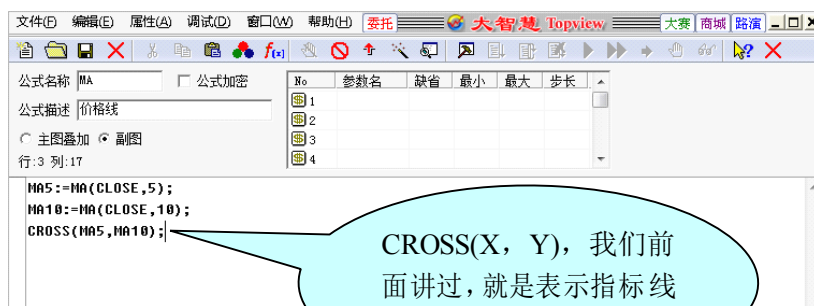 文件(F) 编辑(E) 属性(A) 调试(D) 窗口(W) 帮助(H) 委托 大智慧 Topview 大赛 商城 路演
f(x)
公式名称 MA 公式加密
公式描述 价格线
主图叠加 副图
行:3 列:17
No 参数名 缺省 最小 最大 步长
1
2
3
4
MA5:=MA(CLOSE,5);
MA10:=MA(CLOSE,10);
CROSS(MA5,MA10);
CROSS(X，Y)，我们前
面讲过，就是表示指标线